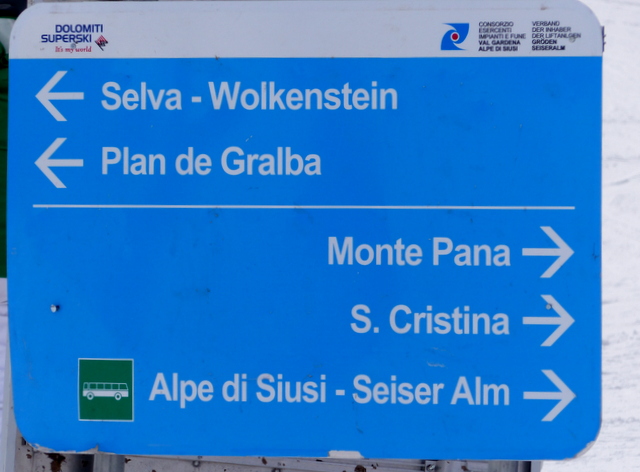 DOLOMITI
SUPERSKI
It's my world
CONSORZIO
ESERCENTI
IMPIANTI E FUNE
VAL GARDENA
ALPE DI SIUSI
VERBAND
DER INHABER
DER LIFTANLAGEN
GRÖDEN
SEISERALM
Selva - Wolkenstein
Plan de Gralba
Monte Pana
S. Cristina
Alpe di Siusi - Seiser Alm